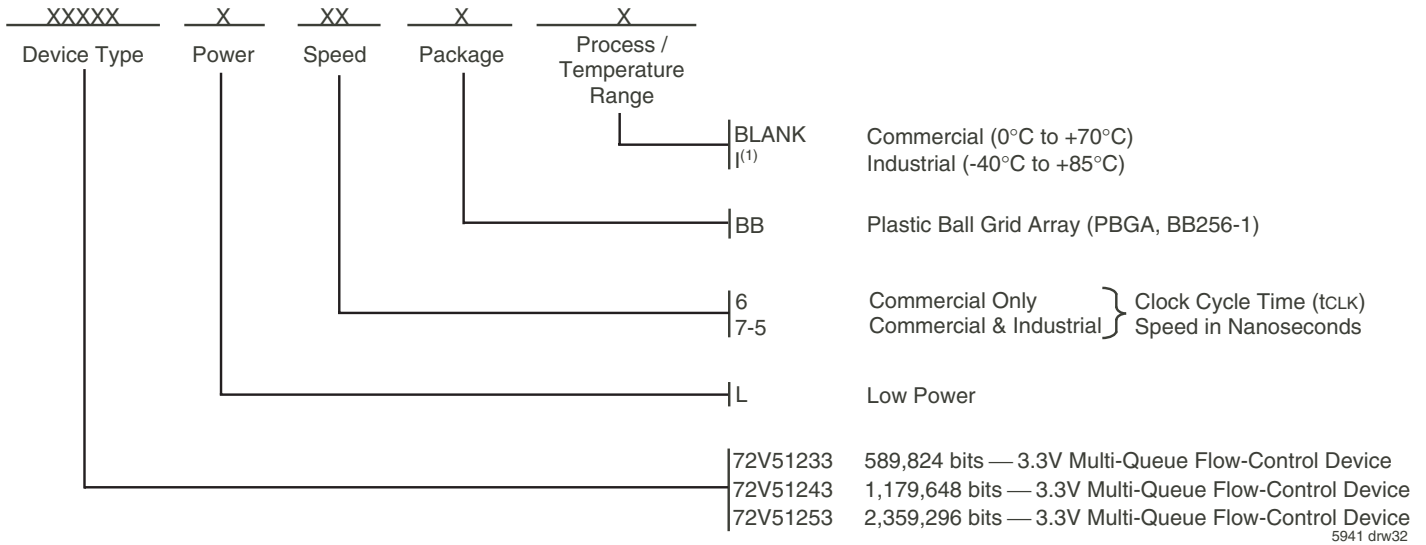 XXXXX X XX X X
Device Type Power Speed Package Process /
Temperature
Range
BLANK Commercial (0°C to +70°C)
I(1) Industrial (-40°C to +85°C)
BB Plastic Ball Grid Array (PBGA, BB256-1)
6 Commercial Only Clock Cycle Time (tCLK)
7-5 Commercial & Industrial Speed in Nanoseconds
L Low Power
72V51233 589,824 bits — 3.3V Multi-Queue Flow-Control Device
72V51243 1,179,648 bits — 3.3V Multi-Queue Flow-Control Device
72V51253 2,359,296 bits — 3.3V Multi-Queue Flow-Control Device
5941 drw32